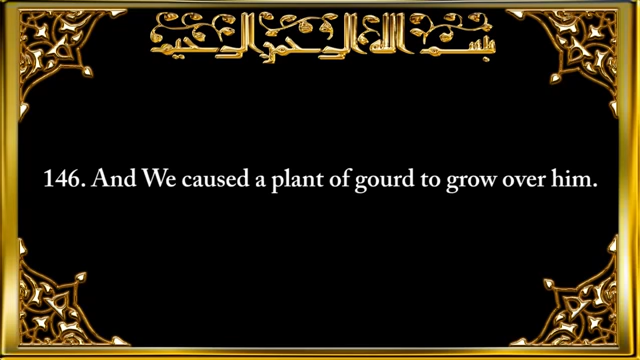 بسم الله الرحمن الرحيم
146. And We caused a plant of gourd to grow over him.